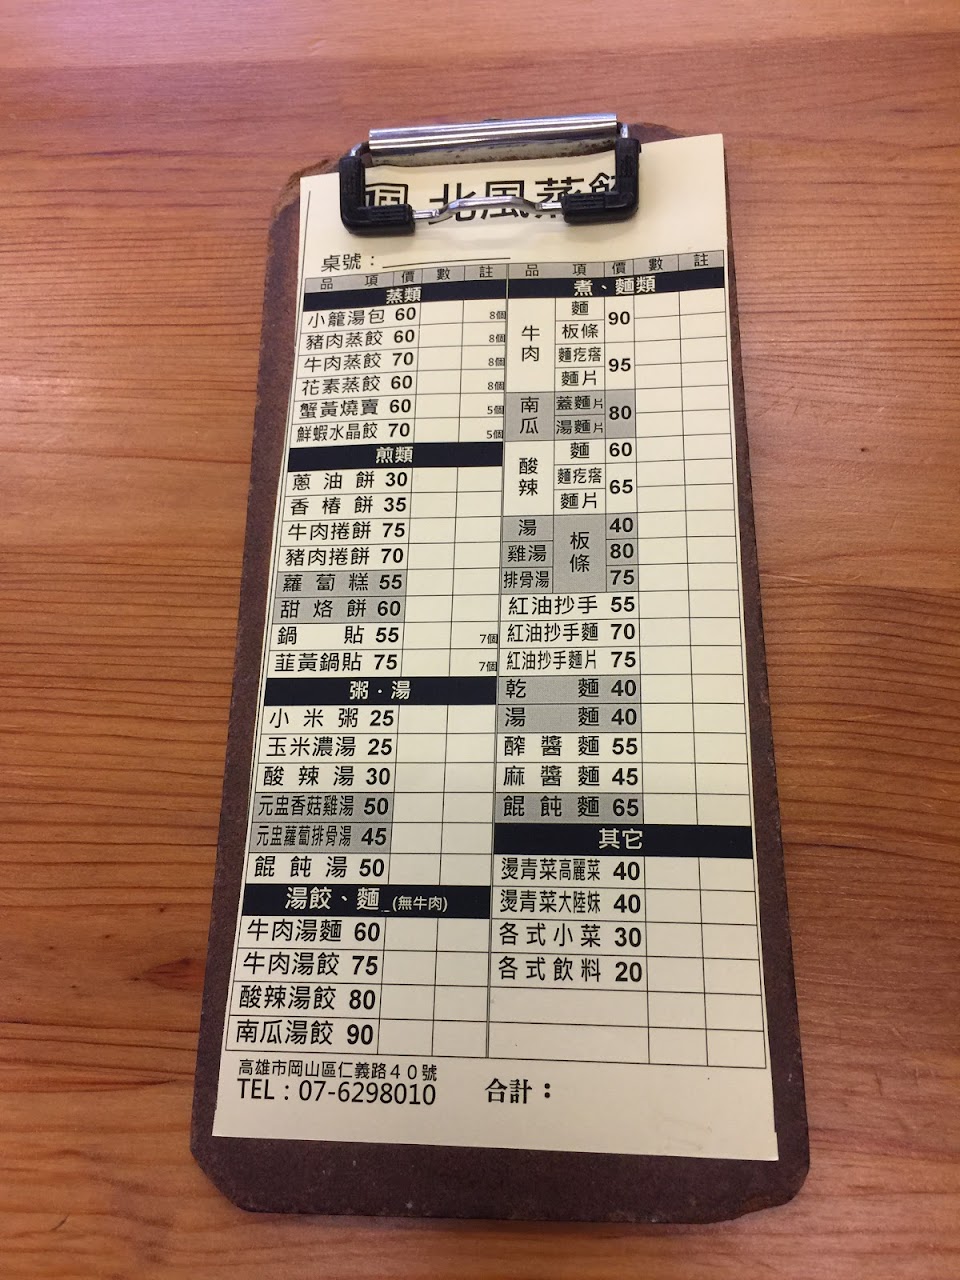 北風蒸
桌號：
品 項 價 數 註
蒸類
小籠湯包 60 8個
豬肉蒸餃 60 8個
牛肉蒸餃 70 8個
花素蒸餃 60 8個
蟹黃燒賣 60 5個
鮮蝦水晶餃 70 5個
煎類
蔥油餅 30
香椿餅 35
牛肉捲餅 75
豬肉捲餅 70
蘿蔔糕 55
甜烙餅 60
鍋貼 55 7個
韮黃鍋貼 75 7個
粥．湯
小米粥 25
玉米濃湯 25
酸辣湯 30
元盅香菇雞湯 50
元盅蘿蔔排骨湯 45
餛飩湯 50
湯餃、麵_(無牛肉)
牛肉湯麵 60
牛肉湯餃 75
酸辣湯餃 80
南瓜湯餃 90
品 項 價 數 註
煮、麵類
牛肉 麵 90
板條
麵疙瘩 95
麵片
南瓜 蓋麵片 80
湯麵片
酸辣 麵 60
麵疙瘩 65
麵片
湯 板條 40
雞湯 80
排骨湯 75
紅油抄手 55
紅油抄手麵 70
紅油抄手麵片 75
乾麵 40
湯麵 40
醡醬麵 55
麻醬麵 45
餛飩麵 65
其它
燙青菜高麗菜 40
燙青菜大陸妹 40
各式小菜 30
各式飲料 20
高雄市岡山區仁義路４０號
TEL：07-6298010
合計：